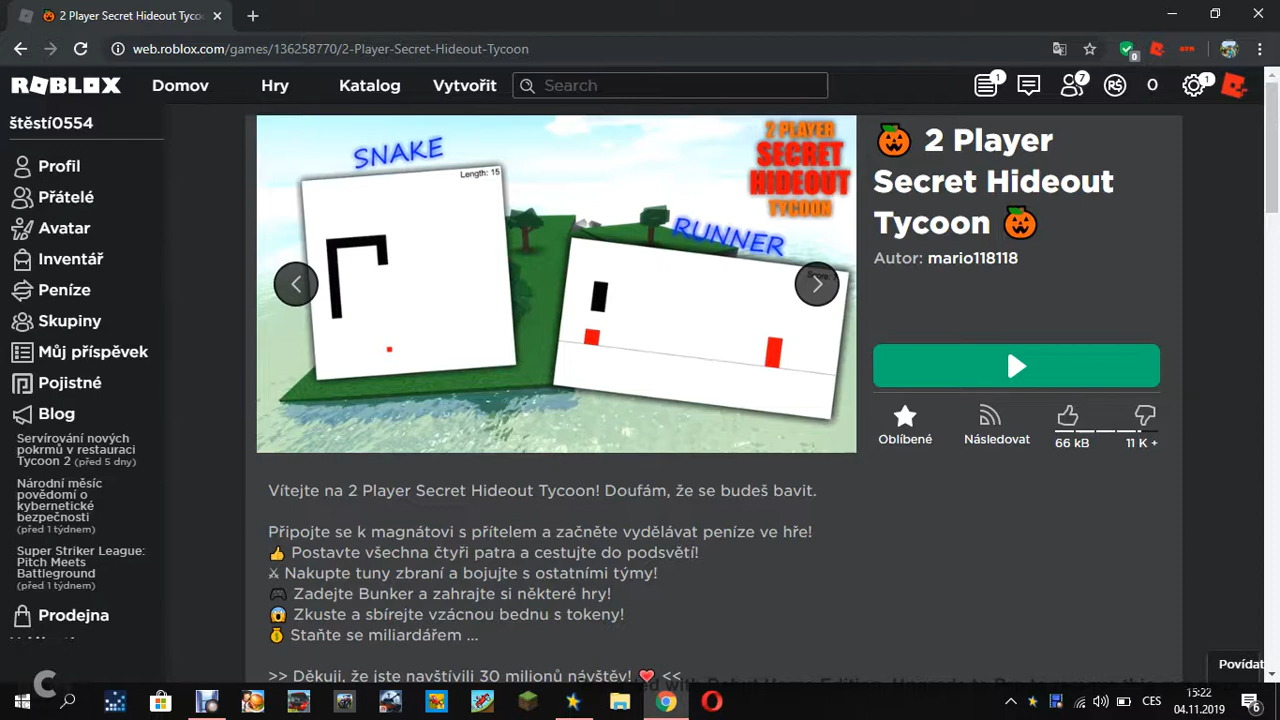 2 Player Secret Hideout Tyco
web.roblox.com/games/136258770/2-Player-Secret-Hideout-Tycoon
ROBLOX
Domov
Hry
Katalog
Vytvořit
Search
1
7
0
1
štěstí0554
Profil
Přátelé
Avatar
Inventář
Peníze
Skupiny
Můj příspěvek
Pojistné
Blog
Servírování nových
pokrmů v restauraci
Tycoon 2 (před 5 dny)
Národní měsíc
povědomí o
kybernetické
bezpečnosti
(před 1 týdnem)
Super Striker League:
Pitch Meets
Battleground
(před 1 týdnem)
Prodejna
SNAKE
Length: 15
2 PLAYER
SECRET
HIDEOUT
TYCOON
RUNNER
🎃 2 Player
Secret Hideout
Tycoon 🎃
Autor: mario118118
Oblíbené
Následovat
66 kB
11 K +
Vítejte na 2 Player Secret Hideout Tycoon! Doufám, že se budeš bavit.
Připojte se k magnátovi s přítelem a začněte vydělávat peníze ve hře!
👍 Postavte všechna čtyři patra a cestujte do podsvětí!
⚔ Nakupte tuny zbraní a bojujte s ostatními týmy!
🎮 Zadejte Bunker a zahrajte si některé hry!
😱 Zkuste a sbírejte vzácnou bednu s tokeny!
💰 Staňte se miliardářem ...
>> Děkuji, že jste navštívili 30 milionů návštěv! ❤ <<
Povídat
CES
15:22
04.11.2019
6